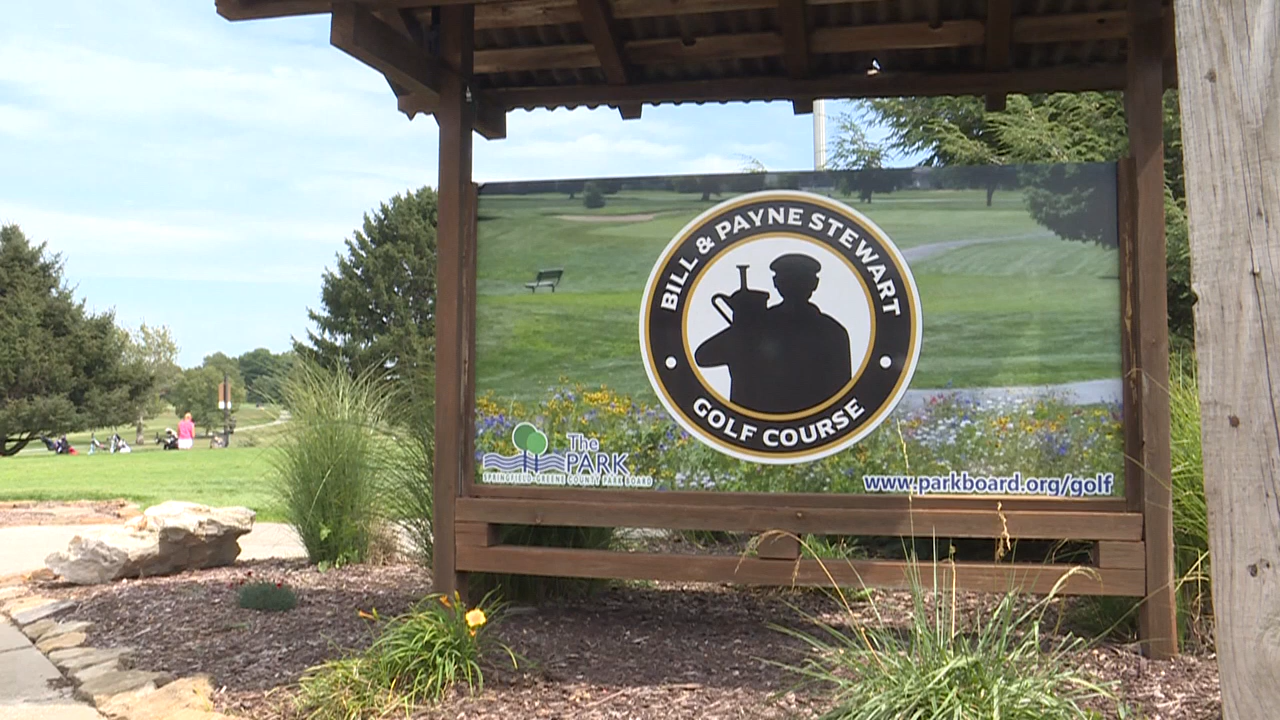 BILL & PAYNE STEWART
GOLF COURSE
The
PARK
SPRINGFIELD-GREENE COUNTY PARK BOARD
www.parkboard.org/golf